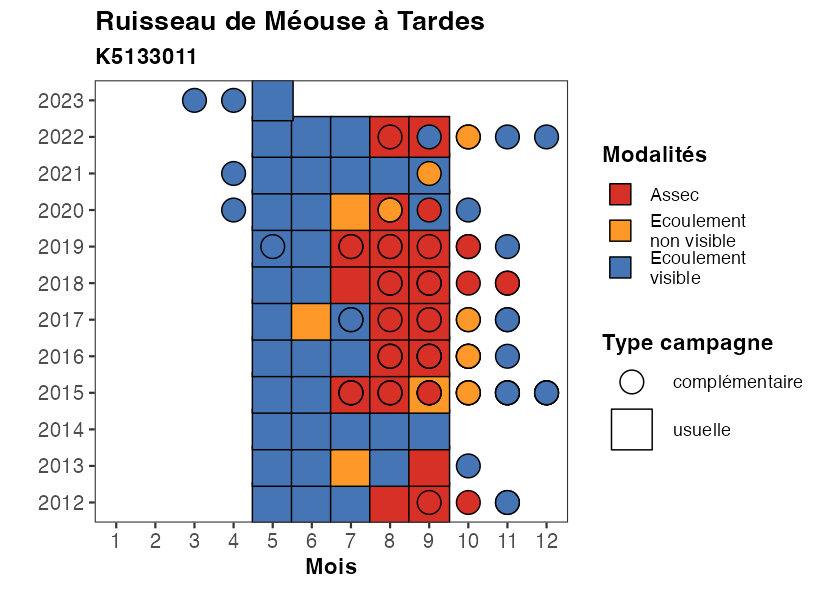 Ruisseau de Méouse à Tardes
K5133011
2023
2022
2021
2020
2019
2018
2017
2016
2015
2014
2013
2012
1 2 3 4 5 6 7 8 9 10 11 12
Mois
Modalités
Assec
Ecoulement
non visible
Ecoulement
visible
Type campagne
complémentaire
usuelle